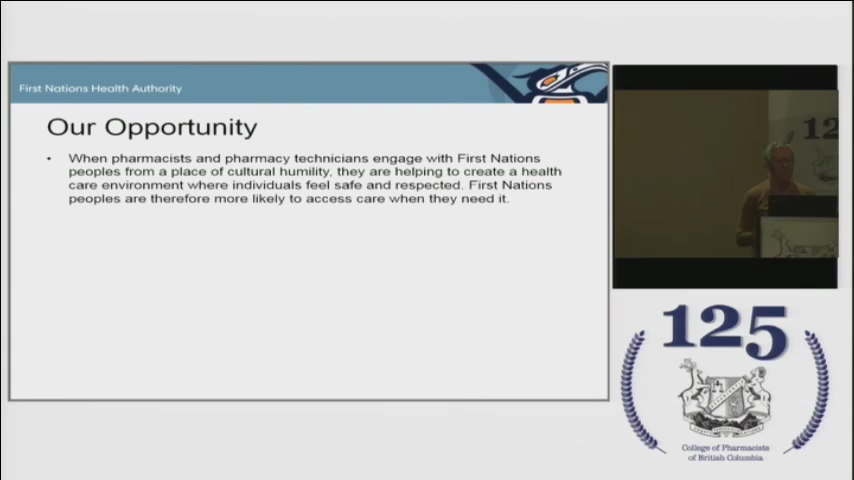 First Nations Health Authority
Our Opportunity
• When pharmacists and pharmacy technicians engage with First Nations
peoples from a place of cultural humility, they are helping to create a health
care environment where individuals feel safe and respected. First Nations
peoples are therefore more likely to access care when they need it.
12
125
College of Pharmacists
of British Columbia